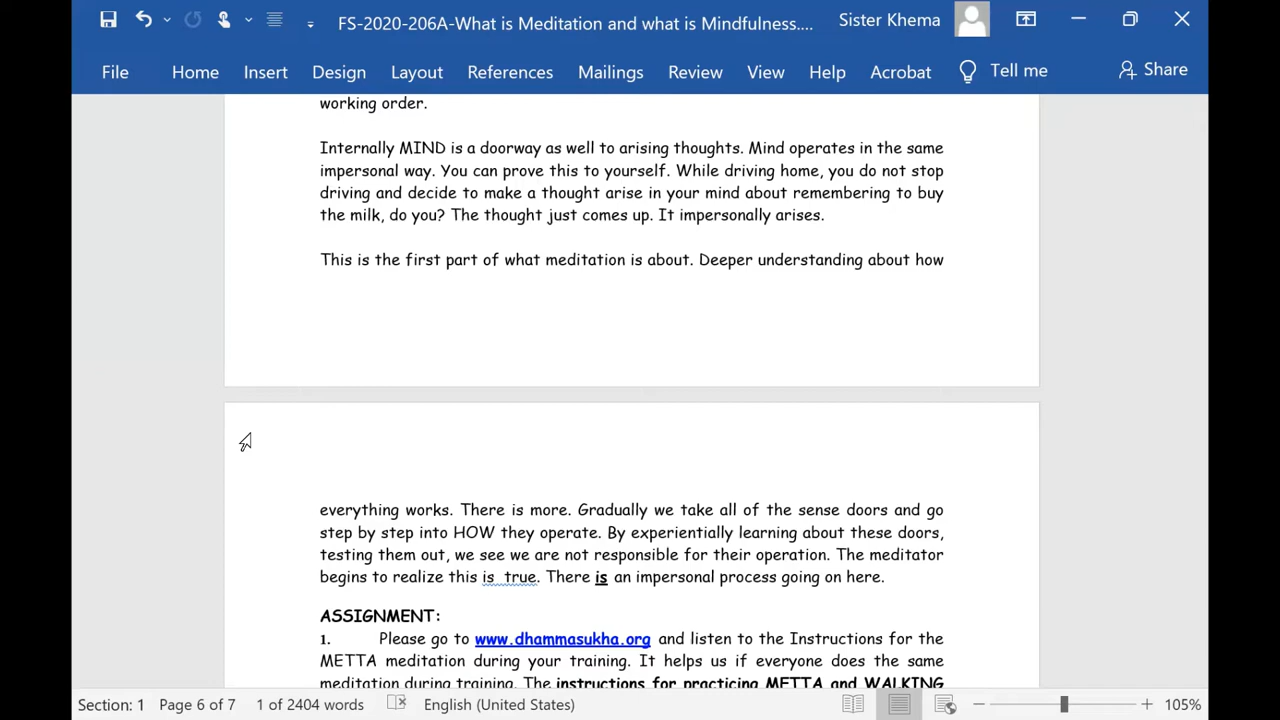 FS-2020-206A-What is Meditation and what is Mindfulness.... Sister Khema
File Home Insert Design Layout References Mailings Review View Help Acrobat Tell me Share
working order.
Internally MIND is a doorway as well to arising thoughts. Mind operates in the same
impersonal way. You can prove this to yourself. While driving home, you do not stop
driving and decide to make a thought arise in your mind about remembering to buy
the milk, do you? The thought just comes up. It impersonally arises.
This is the first part of what meditation is about. Deeper understanding about how
everything works. There is more. Gradually we take all of the sense doors and go
step by step into HOW they operate. By experientially learning about these doors,
testing them out, we see we are not responsible for their operation. The meditator
begins to realize this is  true. There is an impersonal process going on here.
ASSIGNMENT:
1. Please go to www.dhammasukha.org and listen to the Instructions for the
METTA meditation during your training. It helps us if everyone does the same
meditation during training. The instructions for practicing METTA and WALKING
Section: 1 Page 6 of 7 1 of 2404 words English (United States) 105%